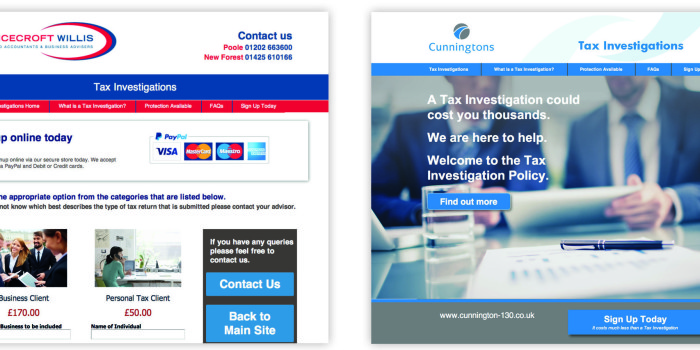 CECROFT WILLIS
ACCOUNTANTS & BUSINESS ADVISERS
Contact us
Poole 01202 663600
New Forest 01425 610166
Tax Investigations
estigations Home
What is a Tax Investigation?
Protection Available
FAQs
Sign Up Today
up online today
PayPal
signup online via our secure store today. We accept
PayPal and Debit or Credit cards.
VISA
MasterCard
Maestro
he appropriate option from the categories that are listed below.
not know which best describes the type of tax return that is submitted please contact your advisor.
Business Client
£170.00
Business to be included
Personal Tax Client
£50.00
Name of Individual
If you have any queries
please feel free to
contact us.
Contact Us
Back to
Main Site
Cunningtons
Tax Investigations
Tax Investigations
What is a Tax Investigation?
Protection Available
FAQs
Sign Up
A Tax Investigation could
cost you thousands.
We are here to help.
Welcome to the Tax
Investigation Policy.
Find out more
www.cunnington-130.co.uk
Sign Up Today
It costs much less than a Tax Investigation